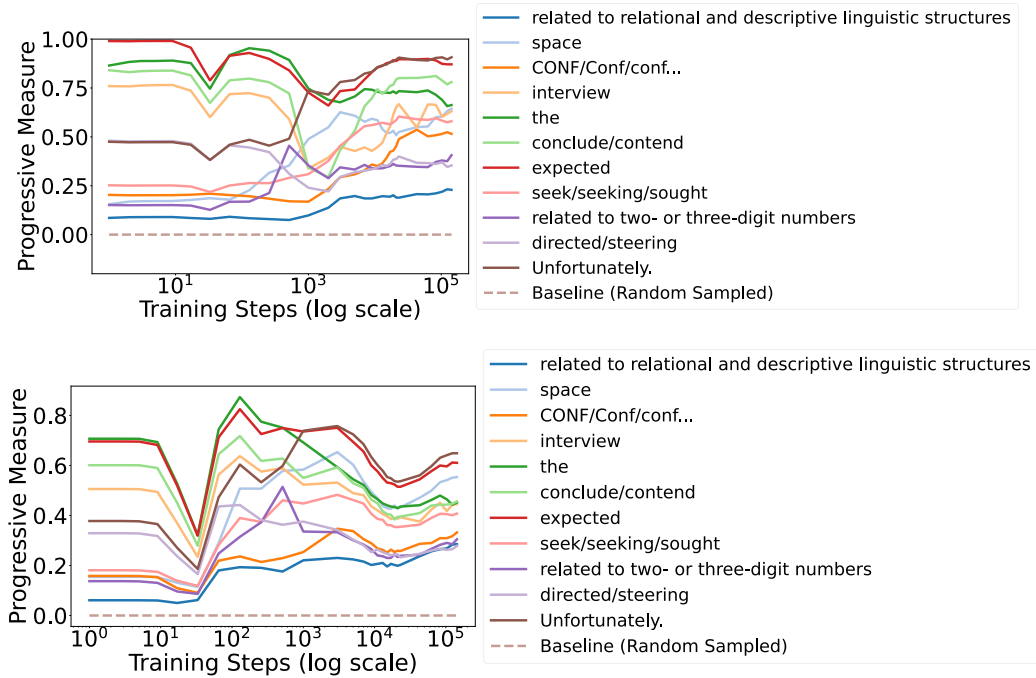 1.00
0.75
0.50
0.25
0.00
Progressive Measure
10^1
10^3
10^5
Training Steps (log scale)
related to relational and descriptive linguistic structures
space
CONF/Conf/conf...
interview
the
conclude/contend
expected
seek/seeking/sought
related to two- or three-digit numbers
directed/steering
Unfortunately.
Baseline (Random Sampled)
0.8
0.6
0.4
0.2
0.0
Progressive Measure
10^0
10^1
10^2
10^3
10^4
10^5
Training Steps (log scale)
related to relational and descriptive linguistic structures
space
CONF/Conf/conf...
interview
the
conclude/contend
expected
seek/seeking/sought
related to two- or three-digit numbers
directed/steering
Unfortunately.
Baseline (Random Sampled)